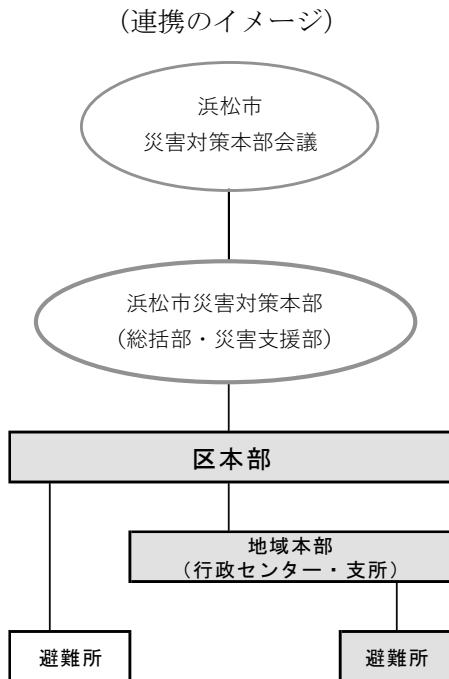 （連携のイメージ）
浜松市
災害対策本部会議
浜松市災害対策本部
（総括部・災害支援部）
区本部
地域本部
（行政センター・支所）
避難所
避難所